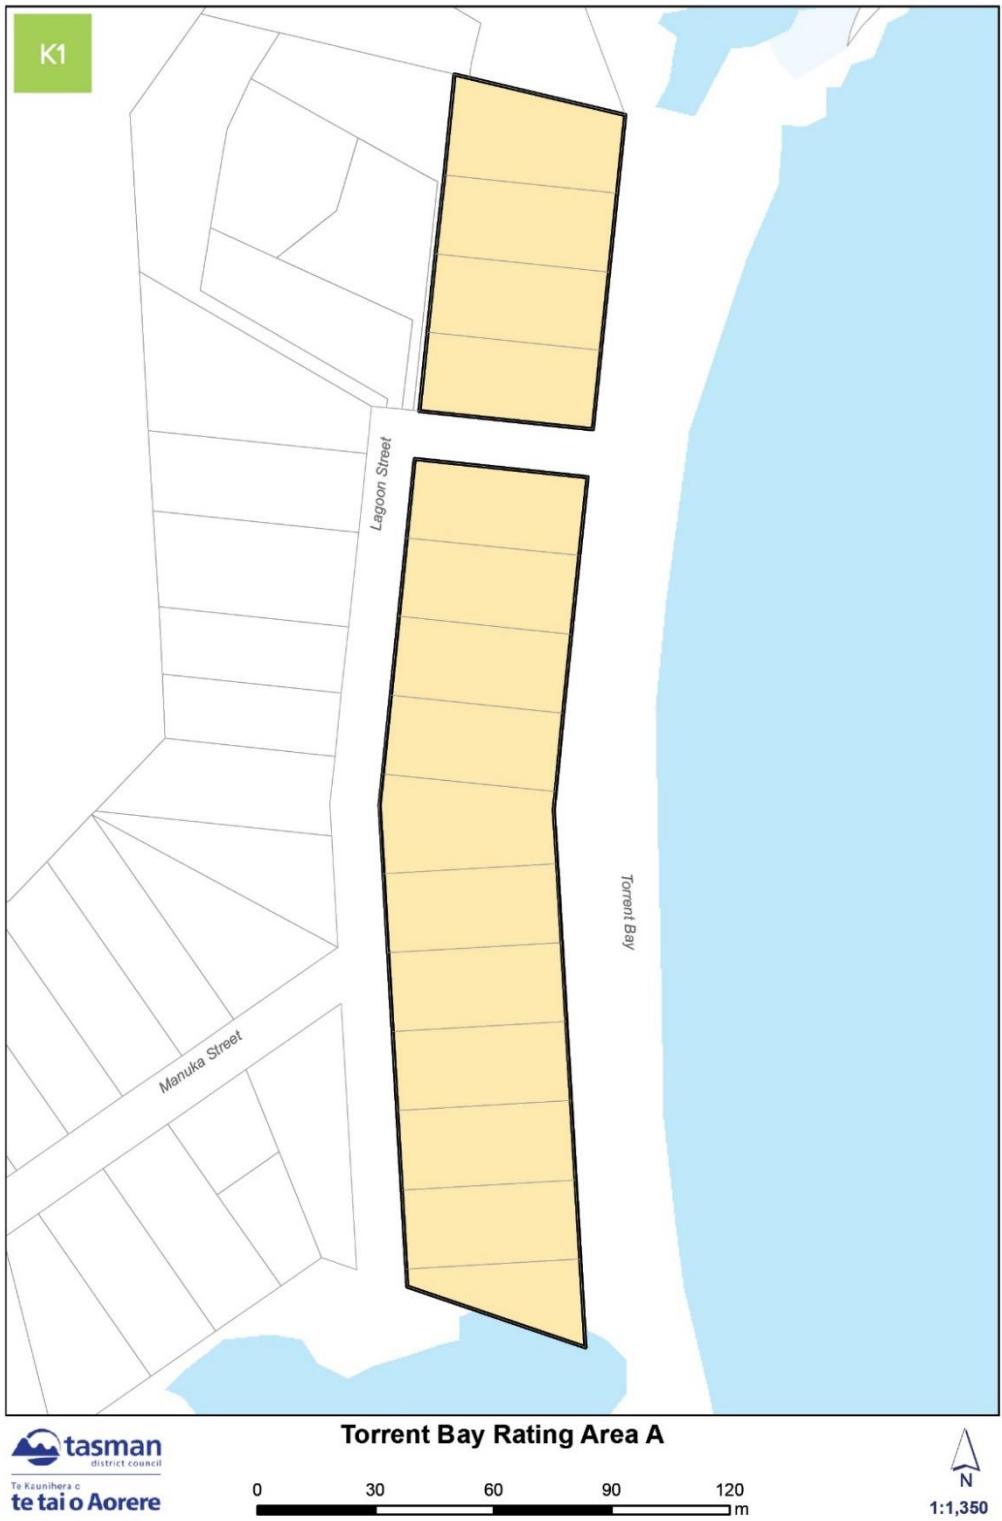 K1
Lagoon Street
Torrent Bay
Manuka Street
Torrent Bay Rating Area A
tasman
district council
Te Kaunihera o
te tai o Aorere
0 30 60 90 120
m
N
1:1,350